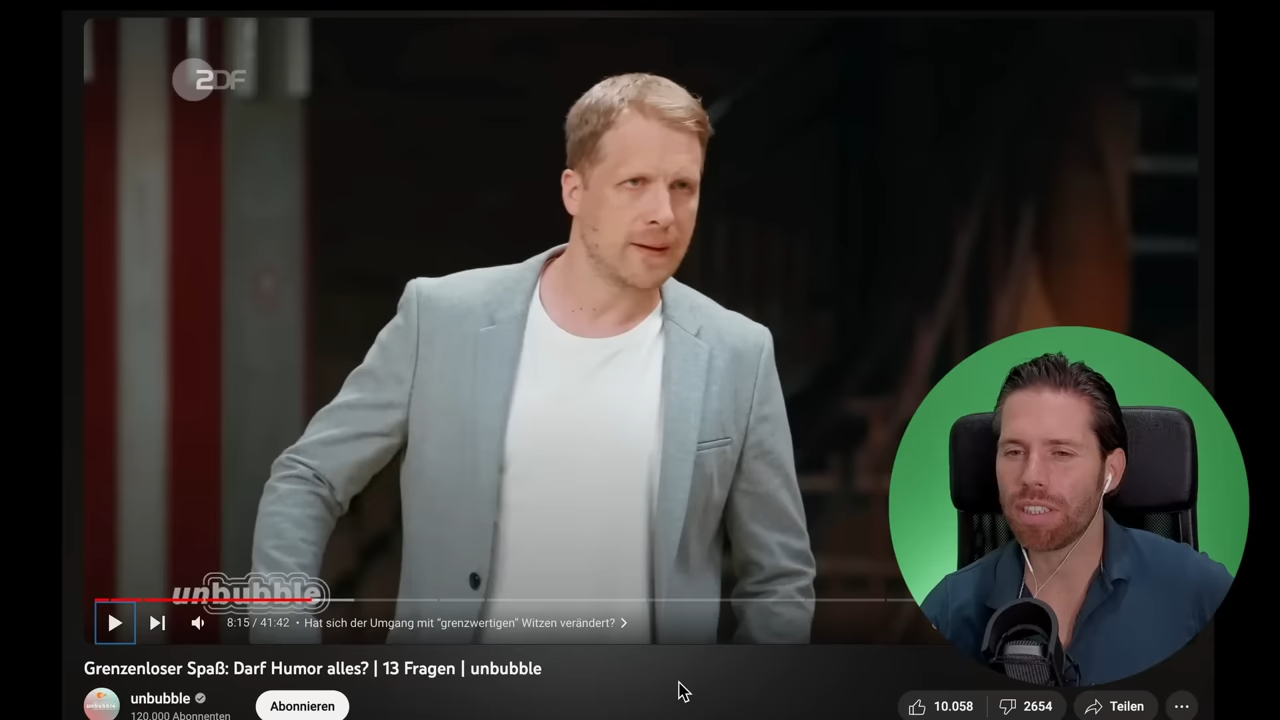 ZDF
unbubble
8:15 / 41:42 • Hat sich der Umgang mit "grenzwertigen" Witzen verändert?
Grenzenloser Spaß: Darf Humor alles? | 13 Fragen | unbubble
unbubble
120.000 Abonnenten
Abonnieren
10.058
2654
Teilen